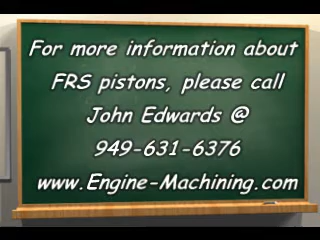 For more information about
FRS pistons, please call
John Edwards @
949-631-6376
www.Engine-Machining.com